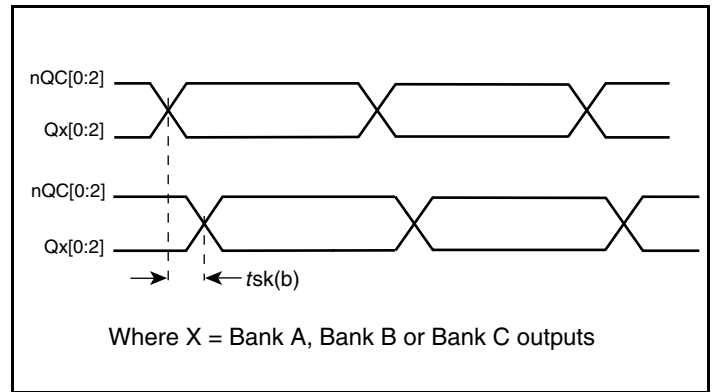 nQC[0:2]
Qx[0:2]
nQC[0:2]
Qx[0:2]
tsk(b)
Where X = Bank A, Bank B or Bank C outputs